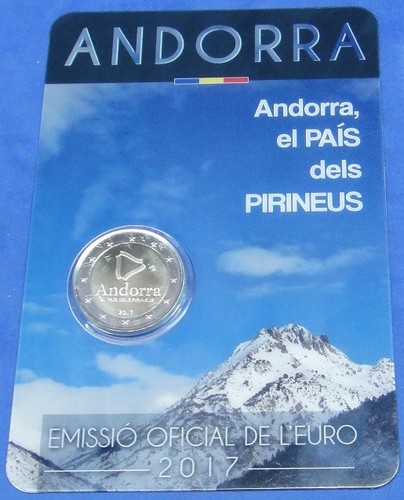 ANDORRA
Andorra,
el PAÍS
dels
PIRINEUS
Andorra
EMISSIÓ OFICIAL DE L'EURO
2017